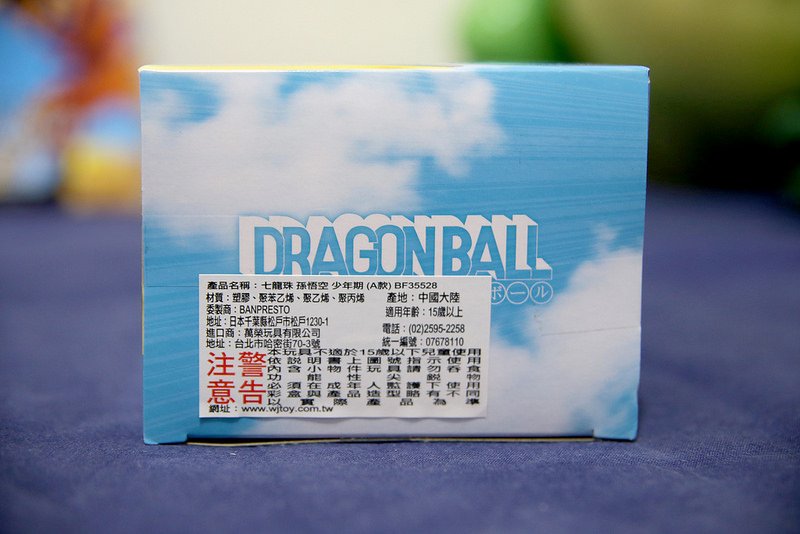 DRAGON BALL
ボール
產品名稱：七龍珠 孫悟空 少年期 (A款) BF35528
材質：塑膠、聚苯乙烯、聚乙烯、聚丙烯
產地：中國大陸
委製商：BANPRESTO
適用年齡：15歲以上
地址：日本千葉縣松戶市松戶1230-1
電話：(02)2595-2258
進口商：萬榮玩具有限公司
統一編號：07678110
地址：台北市哈密街70-3號
注意
警告
本玩具不適於15歲以下兒童使用
依說明書上圖號指示使用
內含小物件玩具請勿吞食
功能性尖銳物
必須在成年人監護下使用
彩盒與產品造型略有不同
以實際產品為準
網址：www.wjtoy.com.tw